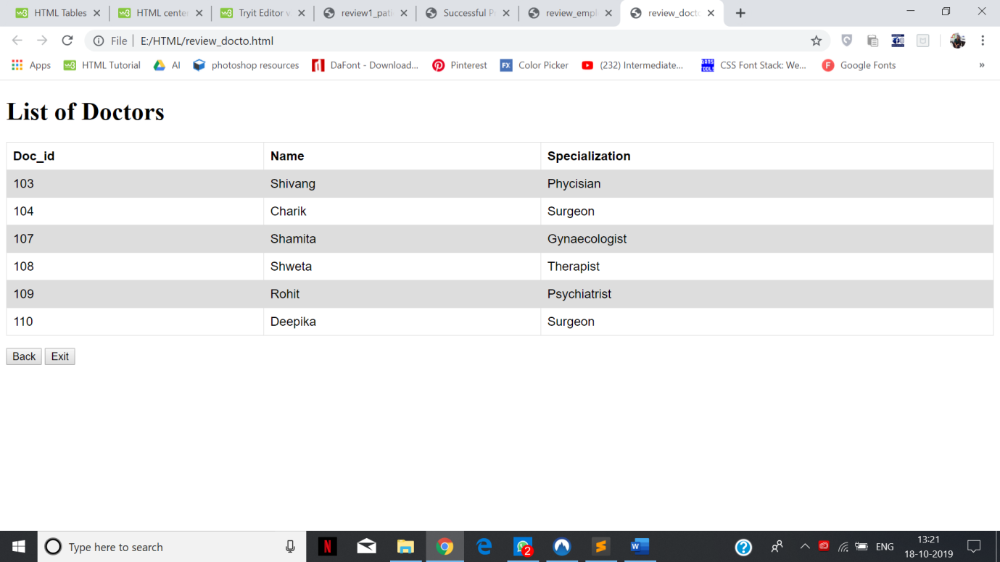 HTML Tables
HTML cente
Tryit Editor v
review1_pati
Successful P
review_empl
review_docto
File E:/HTML/review_docto.html
Apps HTML Tutorial AI photoshop resources DaFont - Download... Pinterest FX Color Picker (232) Intermediate... CSS Font Stack: We... F Google Fonts »
List of Doctors
Doc_id Name Specialization
103 Shivang Phycisian
104 Charik Surgeon
107 Shamita Gynaecologist
108 Shweta Therapist
109 Rohit Psychiatrist
110 Deepika Surgeon
Back Exit
Type here to search N 2 W ? ENG 13:21
18-10-2019